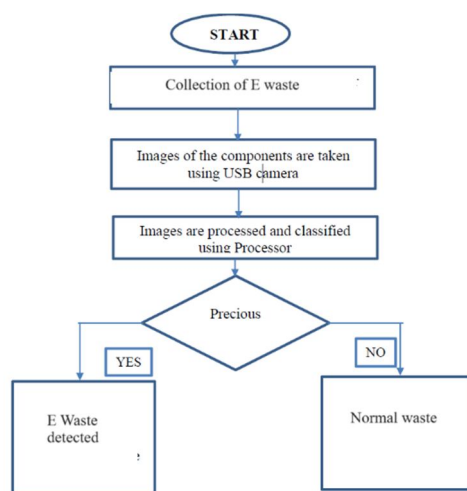 START
Collection of E waste
Images of the components are taken
using USB camera
Images are processed and classified
using Processor
Precious
YES
NO
E Waste
detected
Normal waste